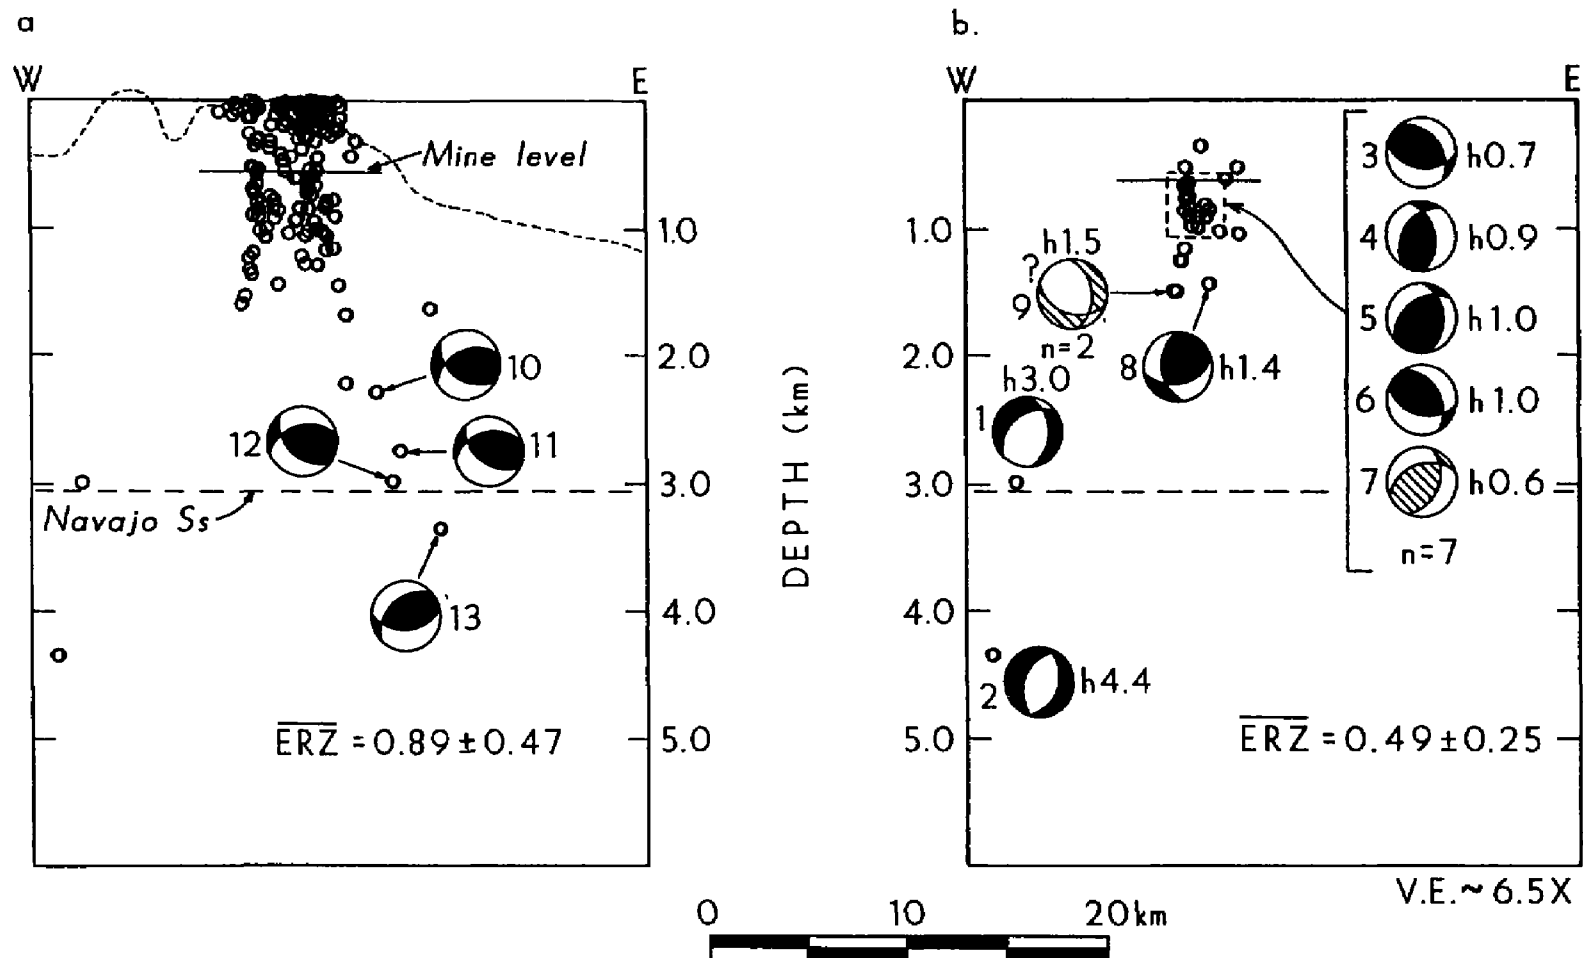 a
W
E
Mine level
1.0
2.0
3.0
4.0
5.0
10
11
12
13
Navajo Ss
ERZ = 0.89 ± 0.47
DEPTH (km)
b.
W
E
1.0
2.0
3.0
4.0
5.0
h1.5
?
9
n=2
8
h1.4
h3.0
1
2
h4.4
3 h0.7
4 h0.9
5 h1.0
6 h1.0
7 h0.6
n=7
ERZ = 0.49 ± 0.25
V.E.~ 6.5X
0 10 20km